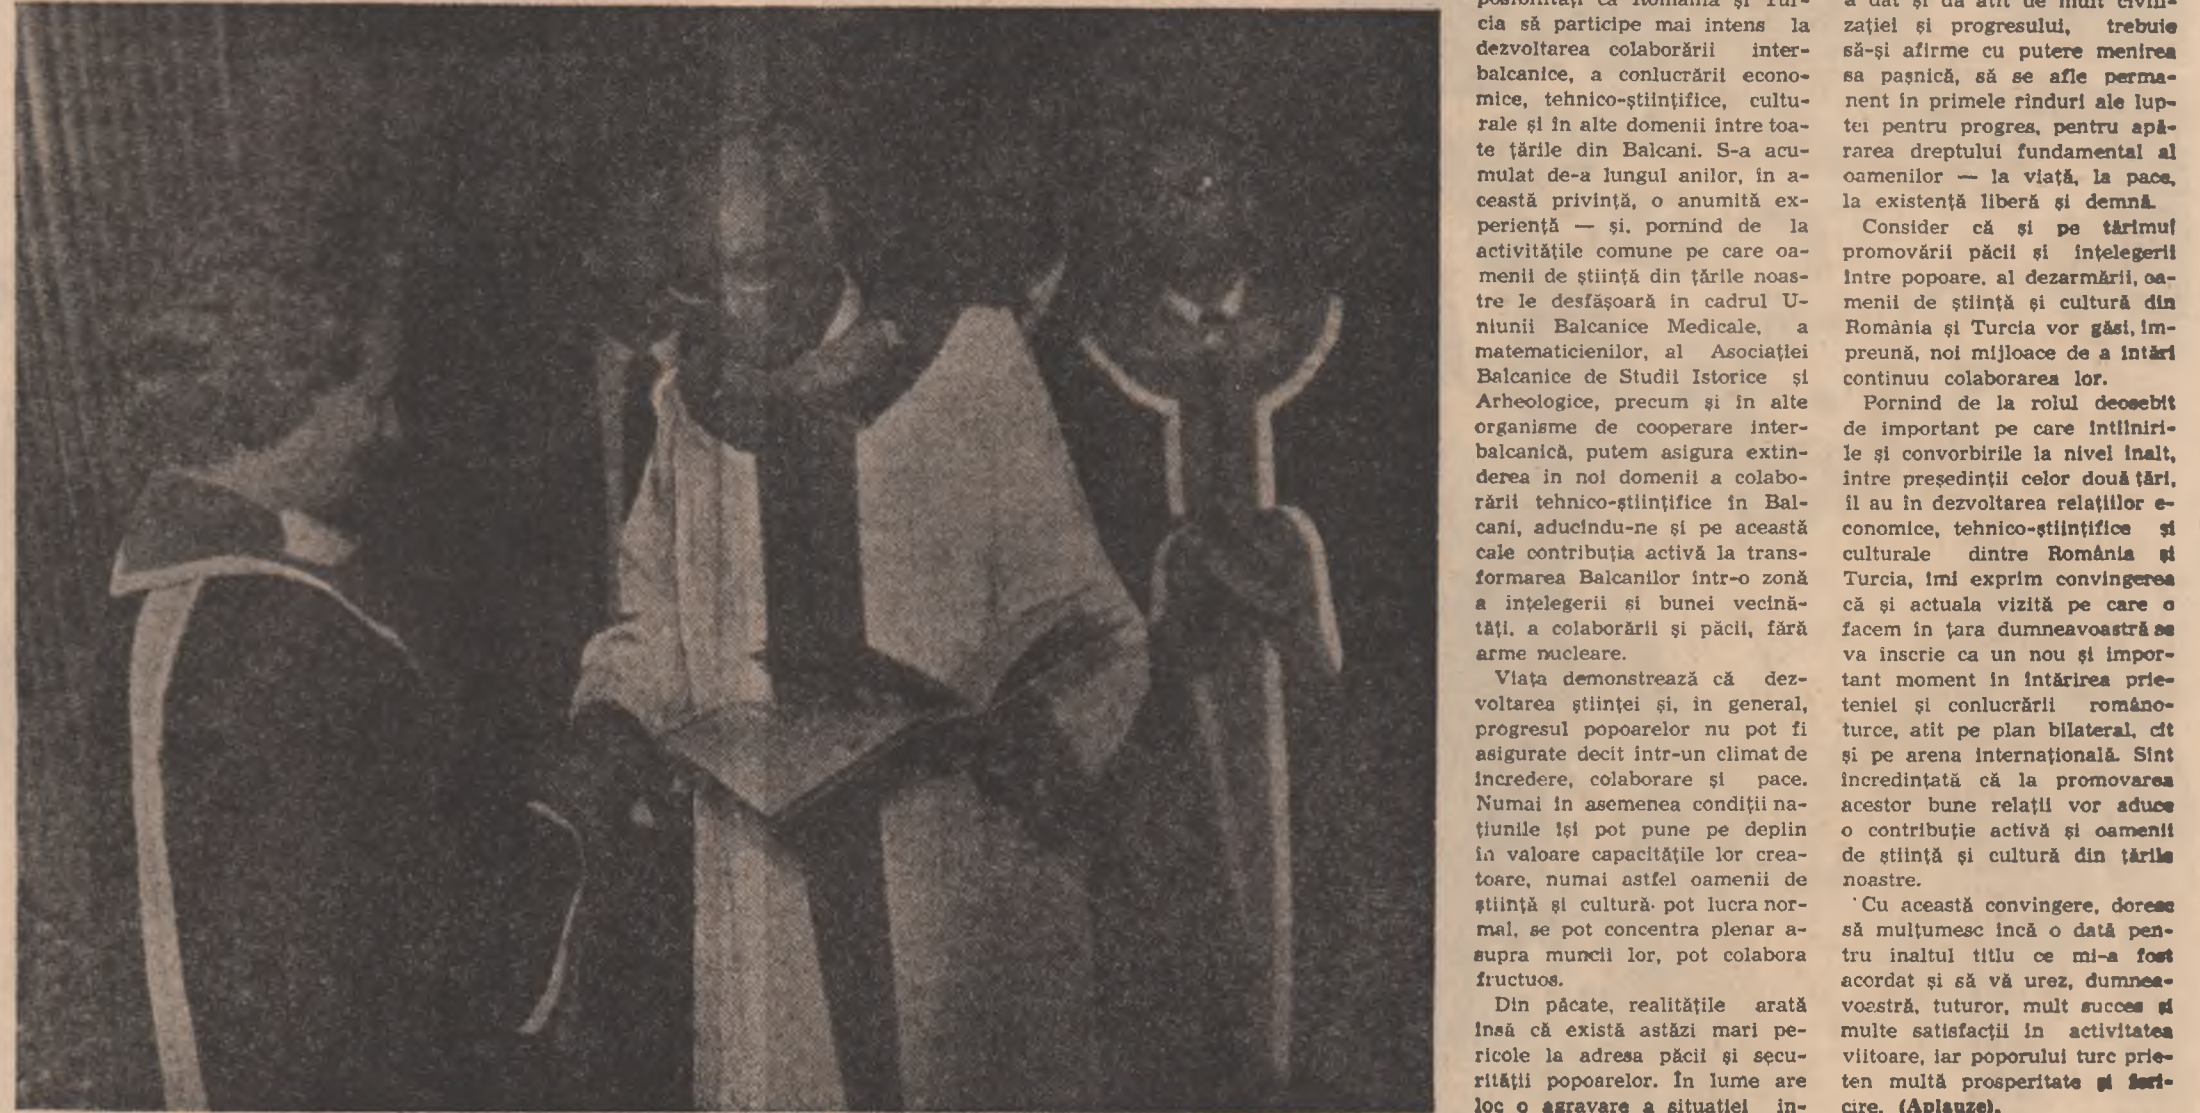 posibilități ca România și Tur-
cia să participe mai intens la
dezvoltarea colaborării inter-
balcanice, a conlucrării econo-
mice, tehnico-științifice, cultu-
rale și în alte domenii între toa-
te țările din Balcani. S-a acu-
mulat de-a lungul anilor, în a-
ceastă privință, o anumită ex-
periență — și, pornind de la
activitățile comune pe care oa-
menii de știință din țările noas-
tre le desfășoară în cadrul U-
niunii Balcanice Medicale, a
matematicienilor, al Asociației
Balcanice de Studii Istorice și
Arheologice, precum și în alte
organisme de cooperare inter-
balcanică, putem asigura extin-
derea in noi domenii a colabo-
rării tehnico-științifice în Bal-
cani, aducindu-ne și pe această
cale contribuția activă la trans-
formarea Balcanilor într-o zonă
a înțelegerii și bunei vecină-
tăți, a colaborării și păcii, fără
arme nucleare.
Viața demonstrează că dez-
voltarea științei și, în general,
progresul popoarelor nu pot fi
asigurate decît într-un climat de
încredere, colaborare și pace.
Numai în asemenea condiții na-
țiunile își pot pune pe deplin
în valoare capacitățile lor crea-
toare, numai astfel oamenii de
știință și cultură pot lucra nor-
mal, se pot concentra plenar a-
supra muncii lor, pot colabora
fructuos.
Din păcate, realitățile arată
însă că există astăzi mari pe-
ricole la adresa păcii și secu-
rității popoarelor. În lume are
loc o agravare a situației in-
a dat și dă atît de mult civili-
zației și progresului, trebuie
să-și afirme cu putere menirea
sa pașnică, să se afle perma-
nent în primele rînduri ale lup-
tei pentru progres, pentru apă-
rarea dreptului fundamental al
oamenilor — la viață, la pace,
la existență liberă și demnă.
Consider că și pe tărîmul
promovării păcii și înțelegerii
între popoare, al dezarmării, oa-
menii de știință și cultură din
România și Turcia vor găsi, îm-
preună, noi mijloace de a întări
continuu colaborarea lor.
Pornind de la rolul deosebit
de important pe care întîlniri-
le și convorbirile la nivel înalt,
între președinții celor două țări,
îl au în dezvoltarea relațiilor e-
conomice, tehnico-științifice și
culturale dintre România și
Turcia, îmi exprim convingerea
că și actuala vizită pe care o
facem în țara dumneavoastră se
va înscrie ca un nou și impor-
tant moment în întărirea prie-
teniei și conlucrării româno-
turce, atît pe plan bilateral, cît
și pe arena internațională. Sînt
încredințată că la promovarea
acestor bune relații vor aduce
o contribuție activă și oamenii
de știință și cultură din țările
noastre.
Cu această convingere, doresc
să mulțumesc încă o dată pen-
tru înaltul titlu ce mi-a fost
acordat și să vă urez, dumnea-
voastră, tuturor, mult succes și
multe satisfacții în activitatea
viitoare, iar poporului turc prie-
ten multă prosperitate și feri-
cire. (Aplauze).